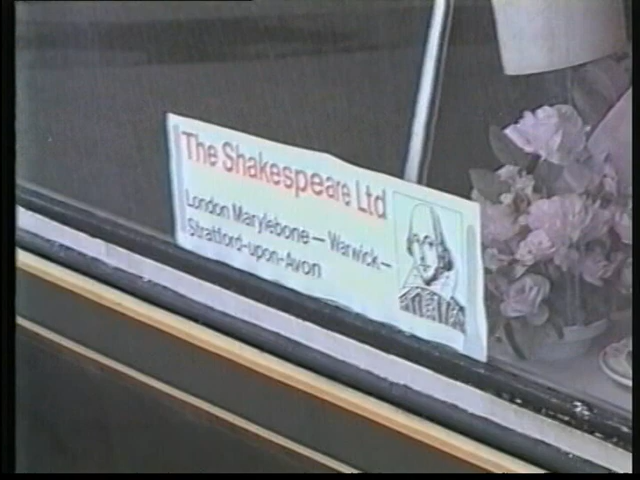 The Shakespeare Ltd
London Marylebone — Warwick —
Stratford-upon-Avon